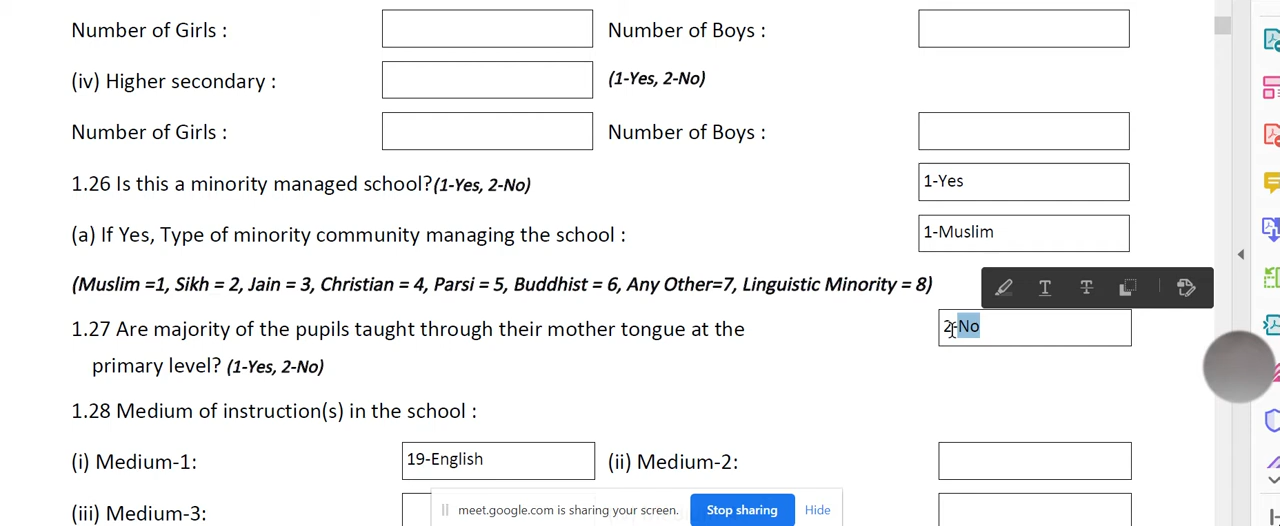 Number of Girls : Number of Boys :
(iv) Higher secondary : (1-Yes, 2-No)
Number of Girls : Number of Boys :
1.26 Is this a minority managed school?(1-Yes, 2-No) 1-Yes
(a) If Yes, Type of minority community managing the school : 1-Muslim
(Muslim =1, Sikh = 2, Jain = 3, Christian = 4, Parsi = 5, Buddhist = 6, Any Other=7, Linguistic Minority = 8)
1.27 Are majority of the pupils taught through their mother tongue at the 2-No
primary level? (1-Yes, 2-No)
1.28 Medium of instruction(s) in the school :
(i) Medium-1: 19-English (ii) Medium-2:
(iii) Medium-3:
meet.google.com is sharing your screen. Stop sharing Hide